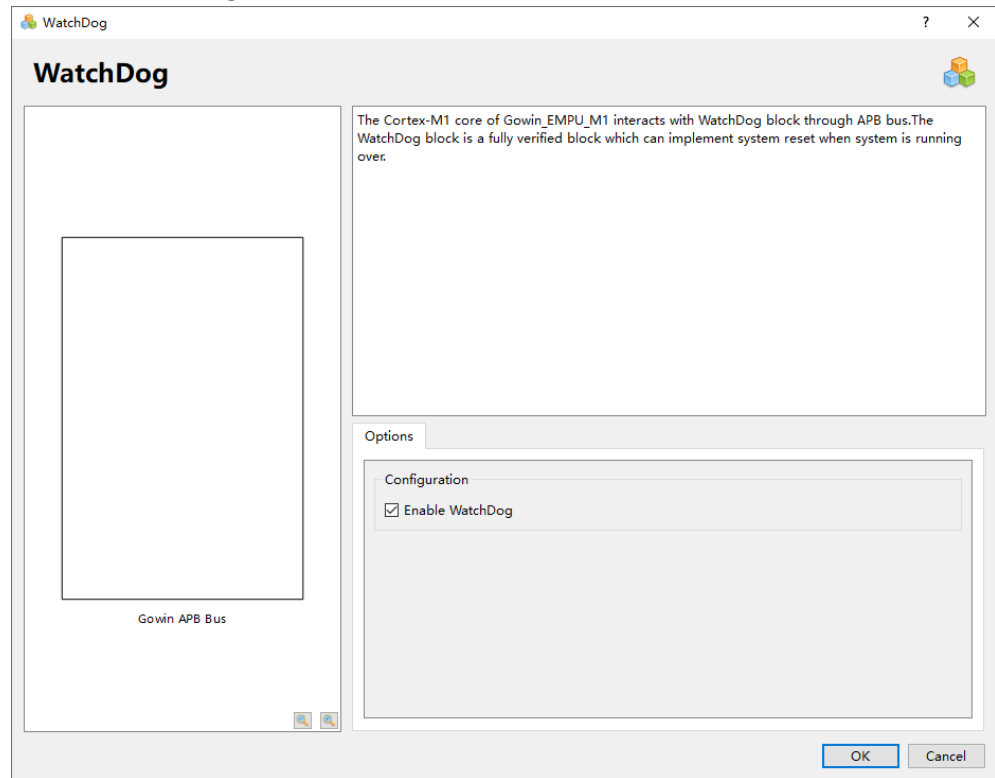 WatchDog
?
WatchDog
The Cortex-M1 core of Gowin_EMPU_M1 interacts with WatchDog block through APB bus.The
WatchDog block is a fully verified block which can implement system reset when system is running
over.
Gowin APB Bus
Options
Configuration
Enable WatchDog
OK
Cancel